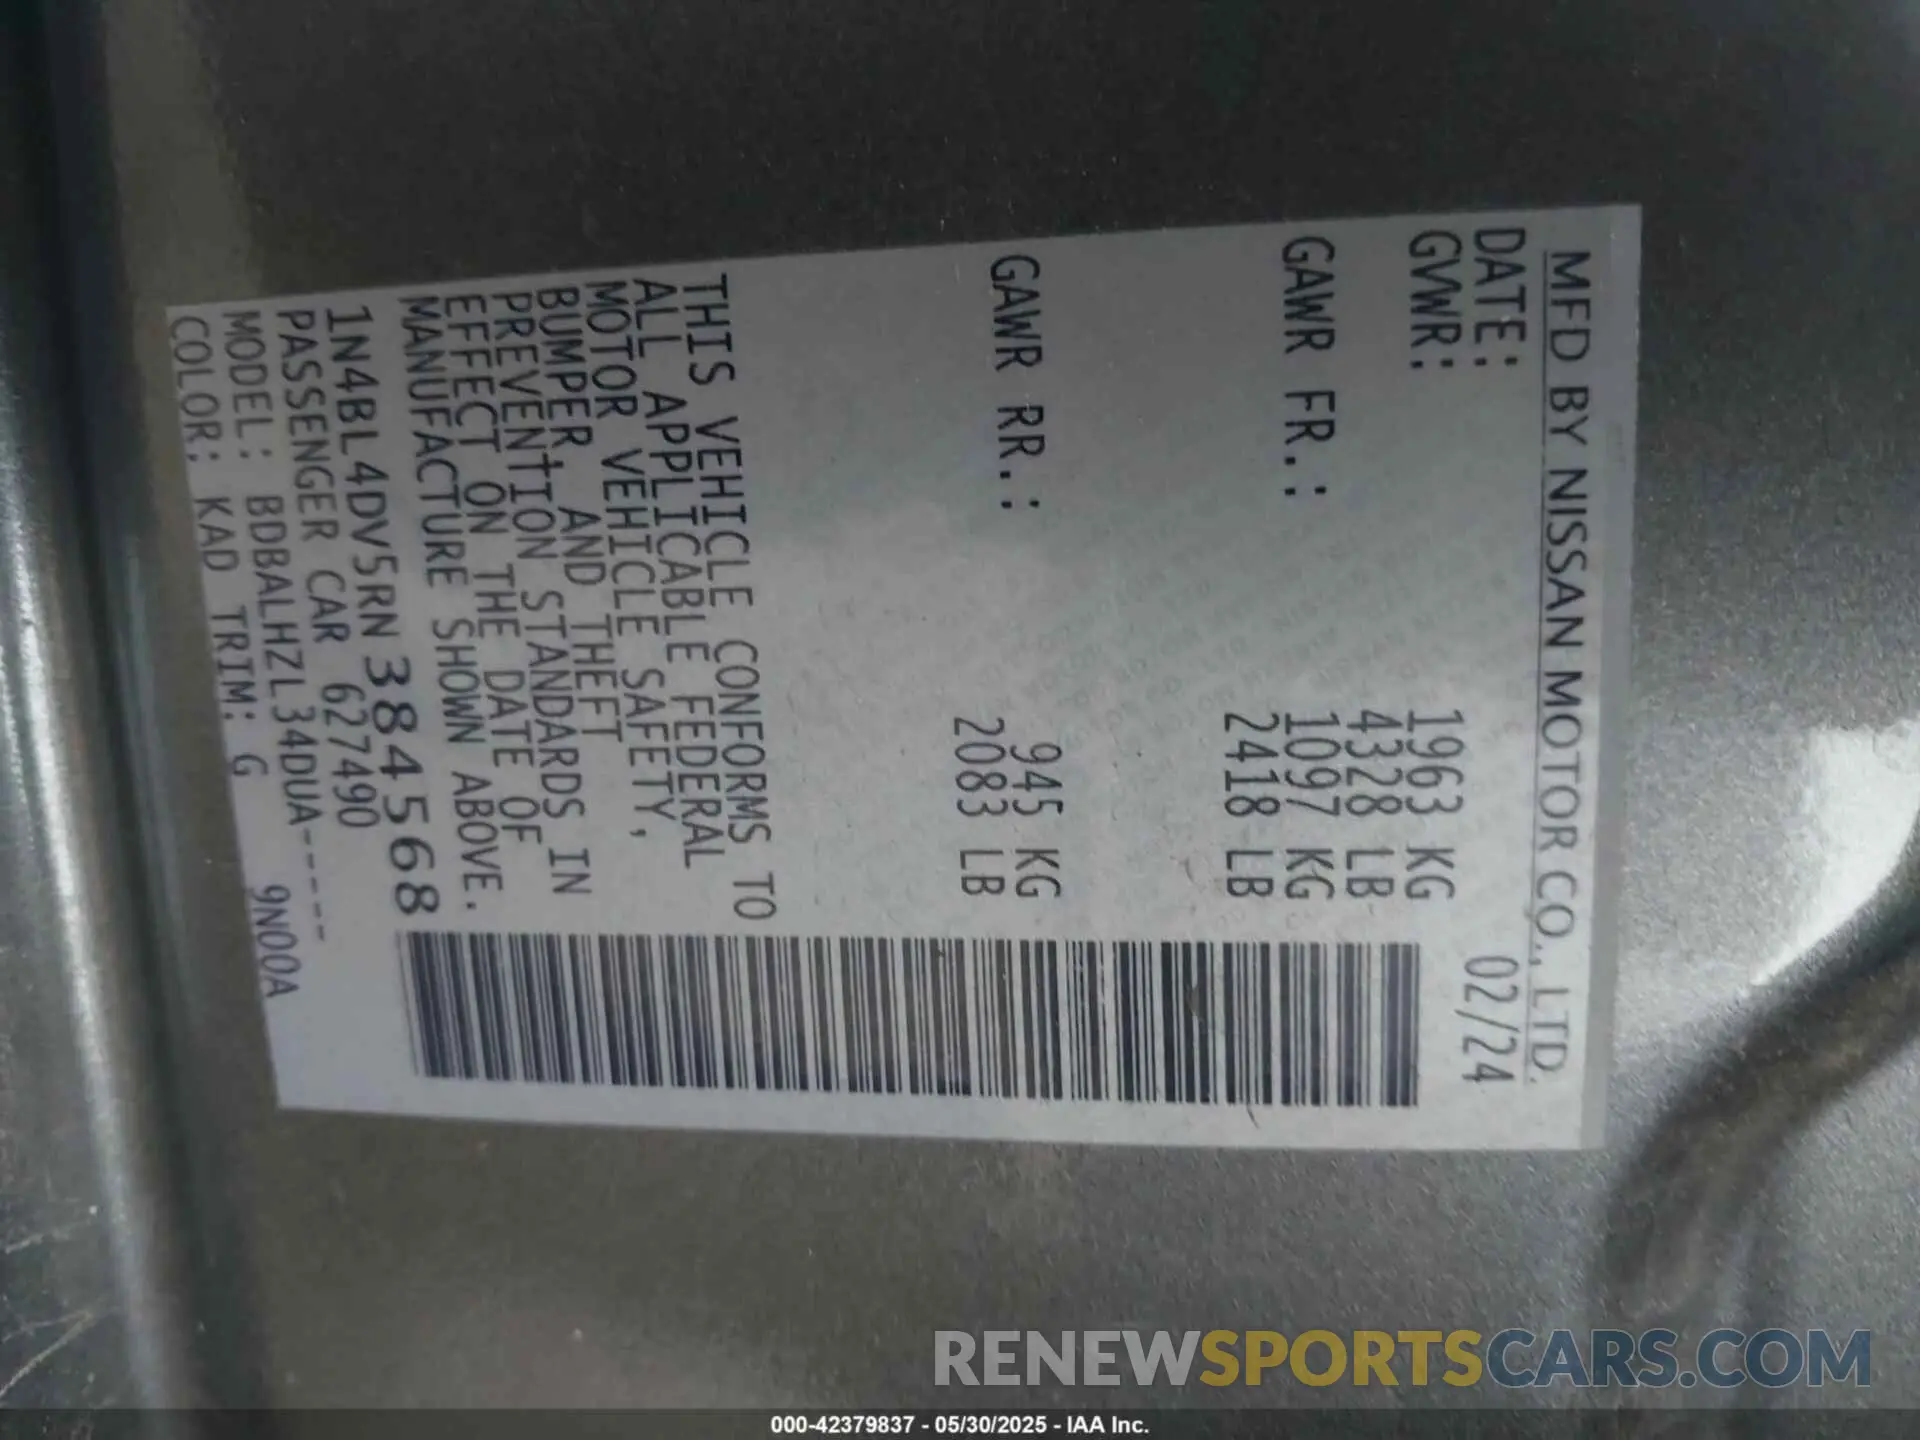 MFD BY NISSAN MOTOR CO., LTD.
DATE: 02/24
GVWR: 1963 KG
4328 LB
GAWR FR.: 1097 KG
2418 LB
GAWR RR.: 945 KG
2083 LB
THIS VEHICLE CONFORMS TO
ALL APPLICABLE FEDERAL
MOTOR VEHICLE SAFETY,
BUMPER, AND THEFT
PREVENTION STANDARDS IN
EFFECT ON THE DATE OF
MANUFACTURE SHOWN ABOVE.
1N4BL4DV5RN384568
PASSENGER CAR 627490
MODEL: BDBALHZL34DUA-----
COLOR: KAD TRIM: G 9N00A
RENEWSPORTSCARS.COM
000-42379837 - 05/30/2025 - IAA Inc.